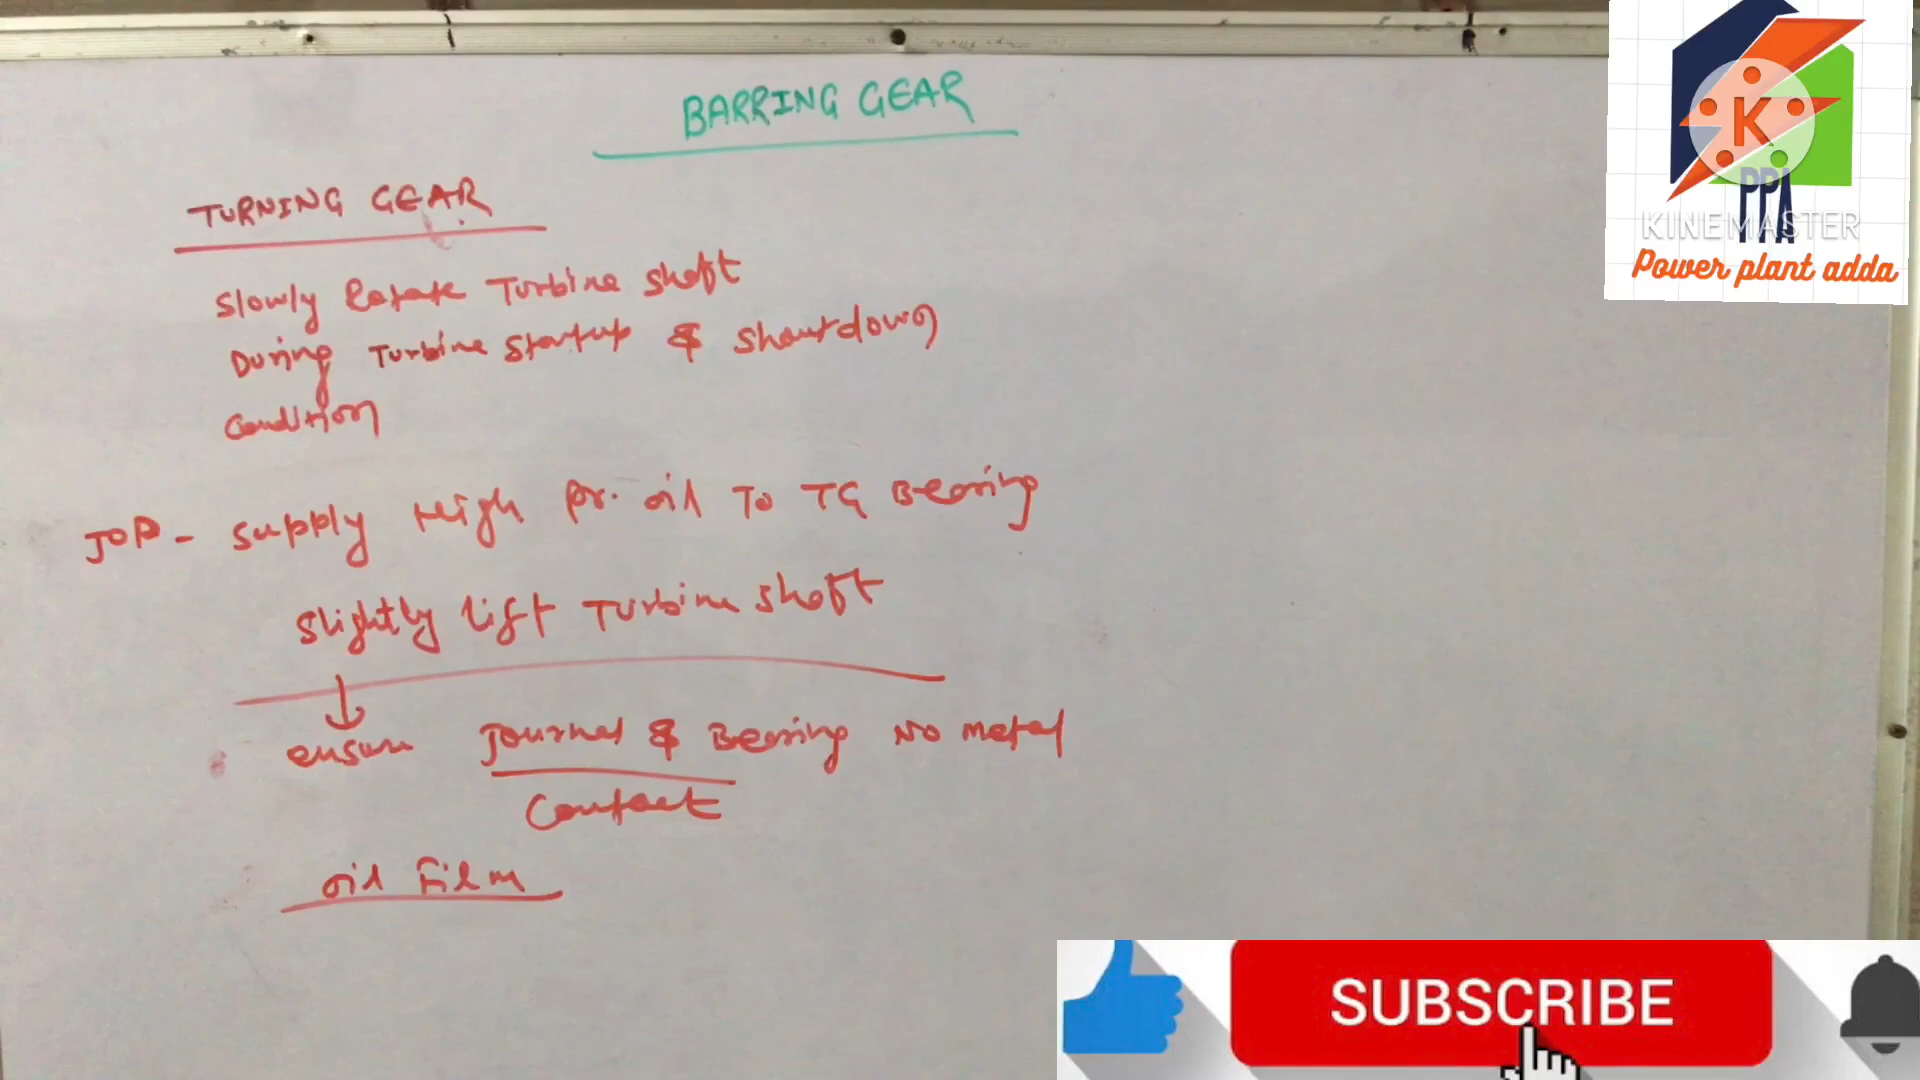 BARRING GEAR
TURNING GEAR
Slowly Rotate Turbine shaft
During Turbine Startup & Shoutdown
Condition
JOP - Supply High Pr. oil To TG Bearing
Slightly lift Turbine shaft
ensure Journal & Bearing No metal
Contact
oil Film
K
PPA
KINEMASTER
Power plant adda
SUBSCRIBE